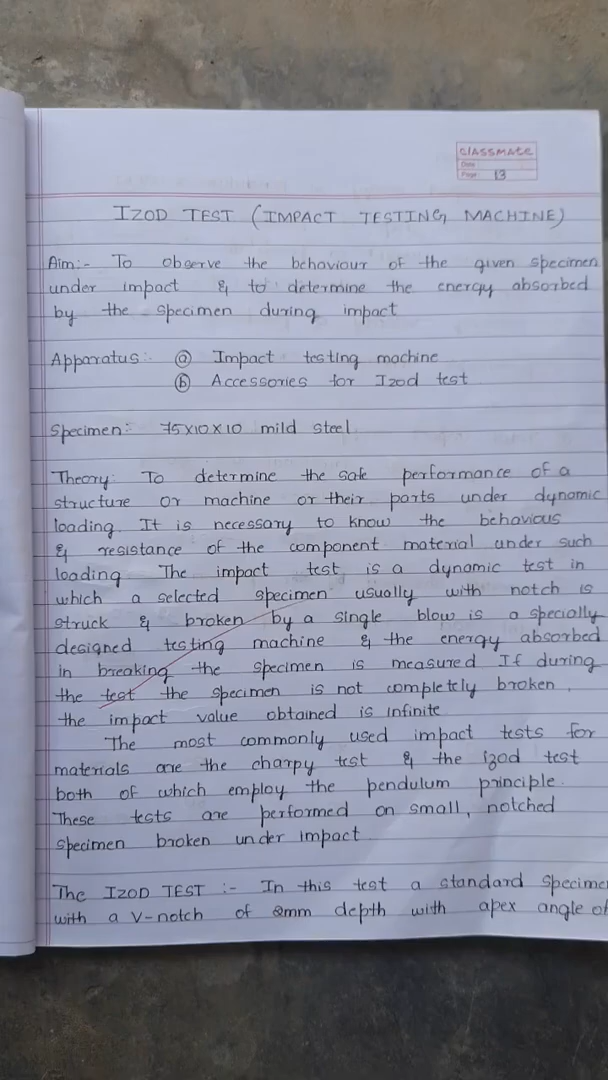 CLASSMATE
Date
Page 13
IZOD TEST (IMPACT TESTING MACHINE)
Aim:- To observe the behaviour of the given specimen
under impact & to determine the energy absorbed
by the specimen during impact
Apparatus:- ⓐ Impact testing machine
ⓑ Accessories for Izod test
Specimen:- 75x10x10 mild steel
Theory: To determine the safe performance of a
structure or machine or their parts under dynamic
loading. It is necessary to know the behavious
& resistance of the component material under such
loading The impact test is a dynamic test in
which a selected specimen usually with notch is
struck & broken by a single blow is a specially
designed testing machine & the energy absorbed
in breaking the specimen is measured If during
the test the specimen is not completely broken,
the impact value obtained is infinite
The most commonly used impact tests for
materials are the charpy test & the izod test
both of which employ the pendulum principle.
These tests are performed on small, notched
specimen broken under impact
The IZOD TEST :- In this test a standard Specime
with a V-notch of 2mm depth with apex angle of